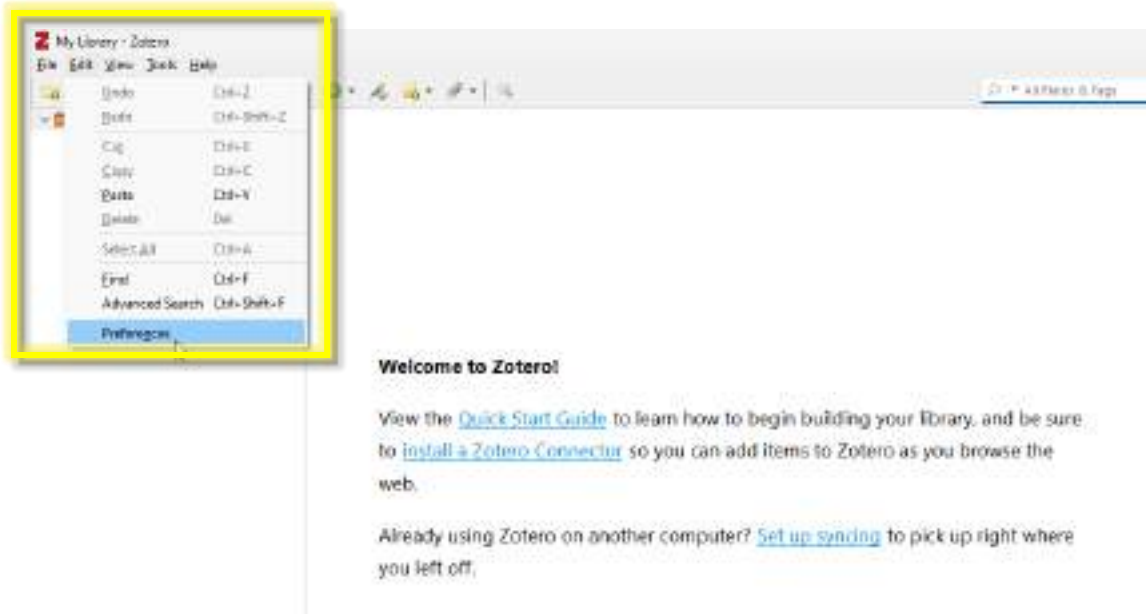 My Library - Zotero
File Edit View Tools Help
Undo Ctrl+Z
Redo Ctrl+Shift+Z
Cut Ctrl+X
Copy Ctrl+C
Paste Ctrl+V
Delete Del
Select All Ctrl+A
Find Ctrl+F
Advanced Search Ctrl+Shift+F
Preferences
All Fields & Tags
Welcome to Zotero!
View the Quick Start Guide to learn how to begin building your library, and be sure
to install a Zotero Connector so you can add items to Zotero as you browse the
web.
Already using Zotero on another computer? Set up syncing to pick up right where
you left off.